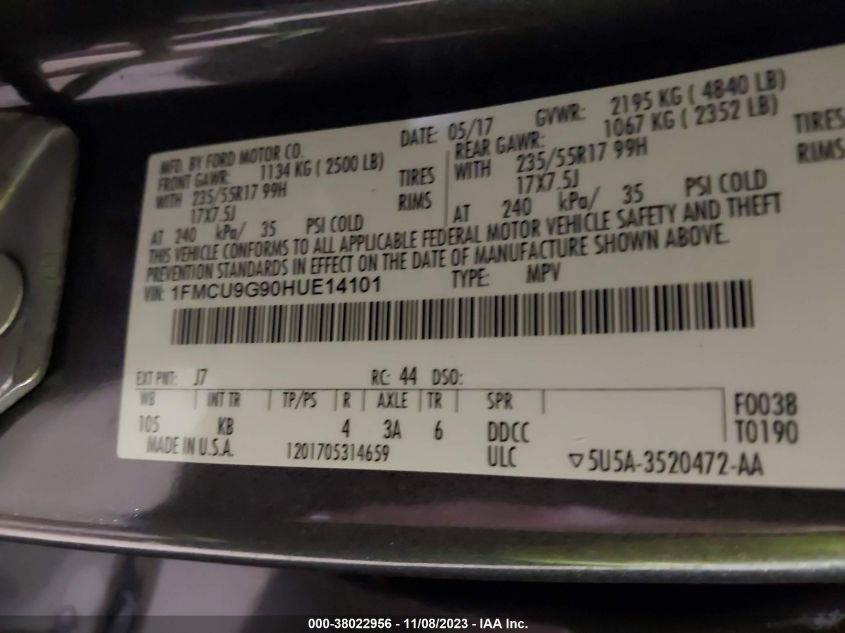 MFD. BY FORD MOTOR CO. DATE: 05/17 GVWR: 2195 KG ( 4840 LB)
FRONT GAWR: 1134 KG ( 2500 LB) REAR GAWR: 1067 KG ( 2352 LB)
WITH 235/55R17 99H TIRES WITH 235/55R17 99H TIRES
17X7.5J RIMS 17X7.5J RIMS
AT 240 kPa/ 35 PSI COLD AT 240 kPa/ 35 PSI COLD
THIS VEHICLE CONFORMS TO ALL APPLICABLE FEDERAL MOTOR VEHICLE SAFETY AND THEFT
PREVENTION STANDARDS IN EFFECT ON THE DATE OF MANUFACTURE SHOWN ABOVE.
VIN: 1FMCU9G90HUE14101 TYPE: MPV
EXT PNT: J7 RC: 44 DSO:
WB INT TR TP/PS R AXLE TR SPR F0038
105 KB 4 3A 6 DDCC T0190
MADE IN U.S.A. 1201705314659 ULC ▽5U5A-3520472-AA
000-38022956 - 11/08/2023 - IAA Inc.